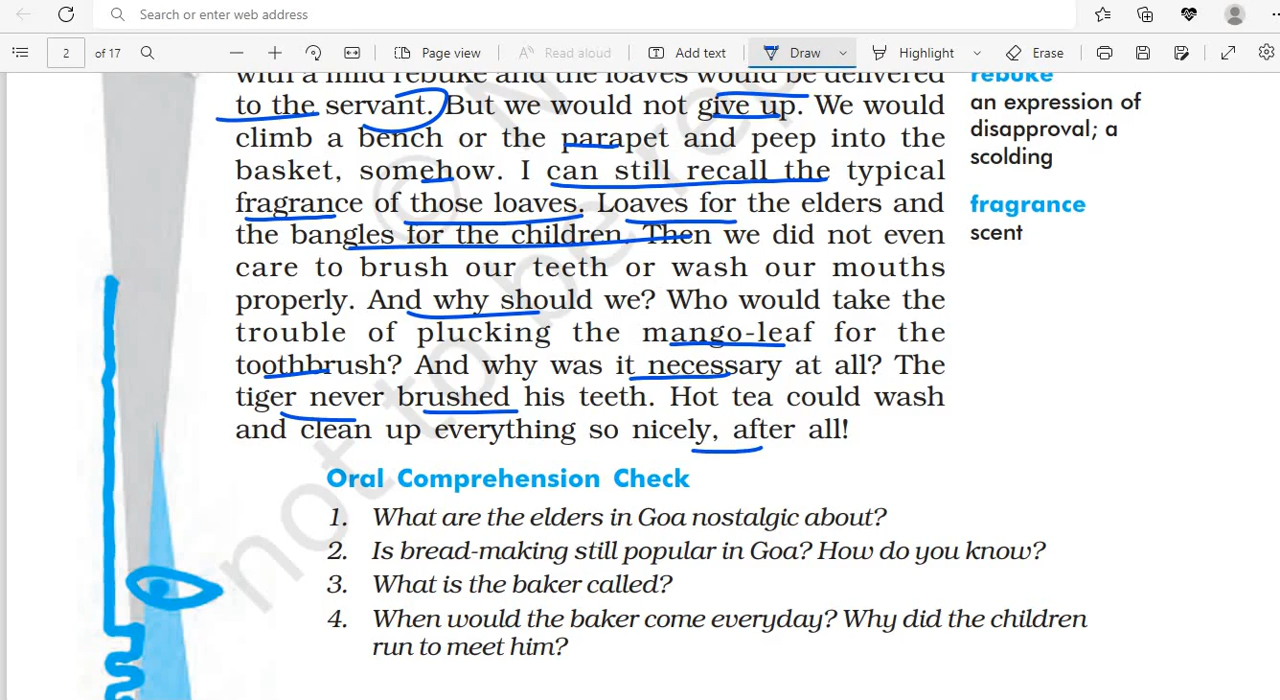 Search or enter web address
2 of 17 Page view Read aloud Add text Draw Highlight Erase
with a mild rebuke and the loaves would be delivered
to the servant. But we would not give up. We would
climb a bench or the parapet and peep into the
basket, somehow. I can still recall the typical
fragrance of those loaves. Loaves for the elders and
the bangles for the children. Then we did not even
care to brush our teeth or wash our mouths
properly. And why should we? Who would take the
trouble of plucking the mango-leaf for the
toothbrush? And why was it necessary at all? The
tiger never brushed his teeth. Hot tea could wash
and clean up everything so nicely, after all!
rebuke
an expression of
disapproval; a
scolding
fragrance
scent
Oral Comprehension Check
1. What are the elders in Goa nostalgic about?
2. Is bread-making still popular in Goa? How do you know?
3. What is the baker called?
4. When would the baker come everyday? Why did the children
run to meet him?
© N
not to be rep